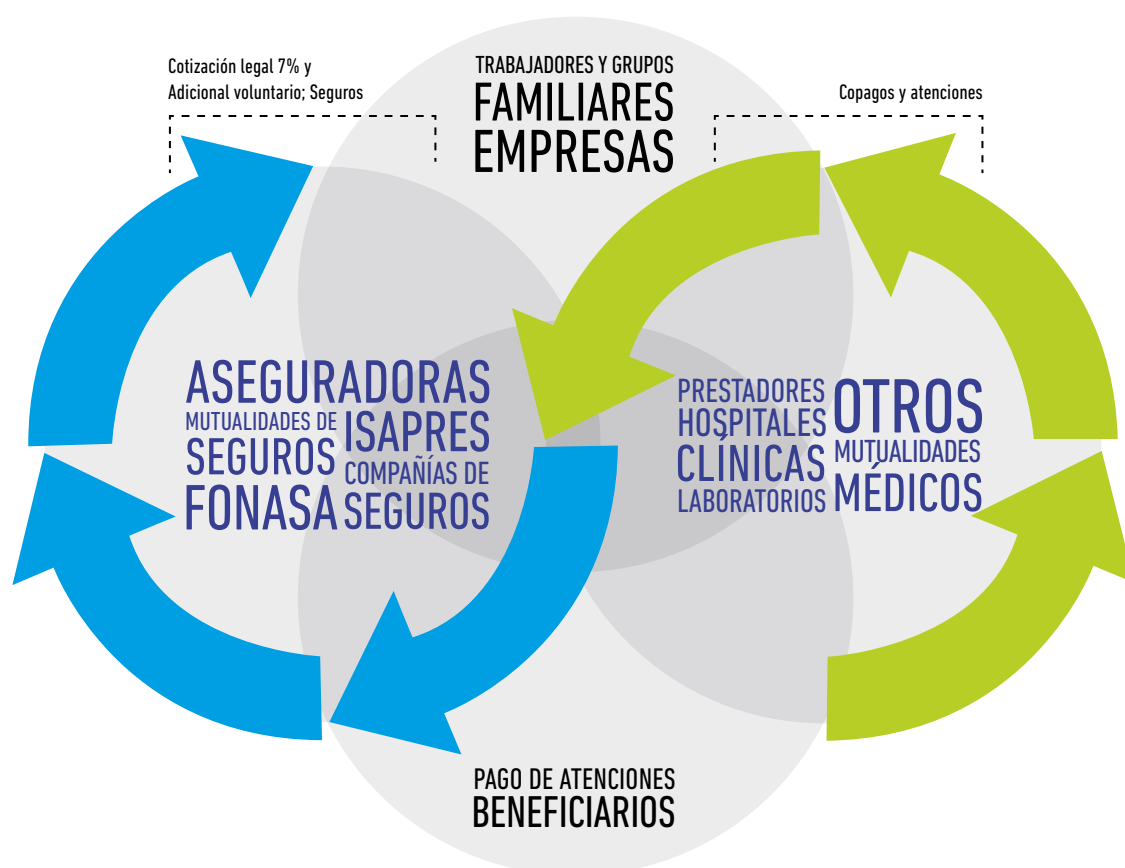 Cotización legal 7% y
Adicional voluntario; Seguros
TRABAJADORES Y GRUPOS
FAMILIARES
EMPRESAS
Copagos y atenciones
ASEGURADORAS
MUTUALIDADES DE
SEGUROS
FONASA
ISAPRES
COMPAÑÍAS DE
SEGUROS
PRESTADORES
HOSPITALES
CLÍNICAS
LABORATORIOS
OTROS
MUTUALIDADES
MÉDICOS
PAGO DE ATENCIONES
BENEFICIARIOS